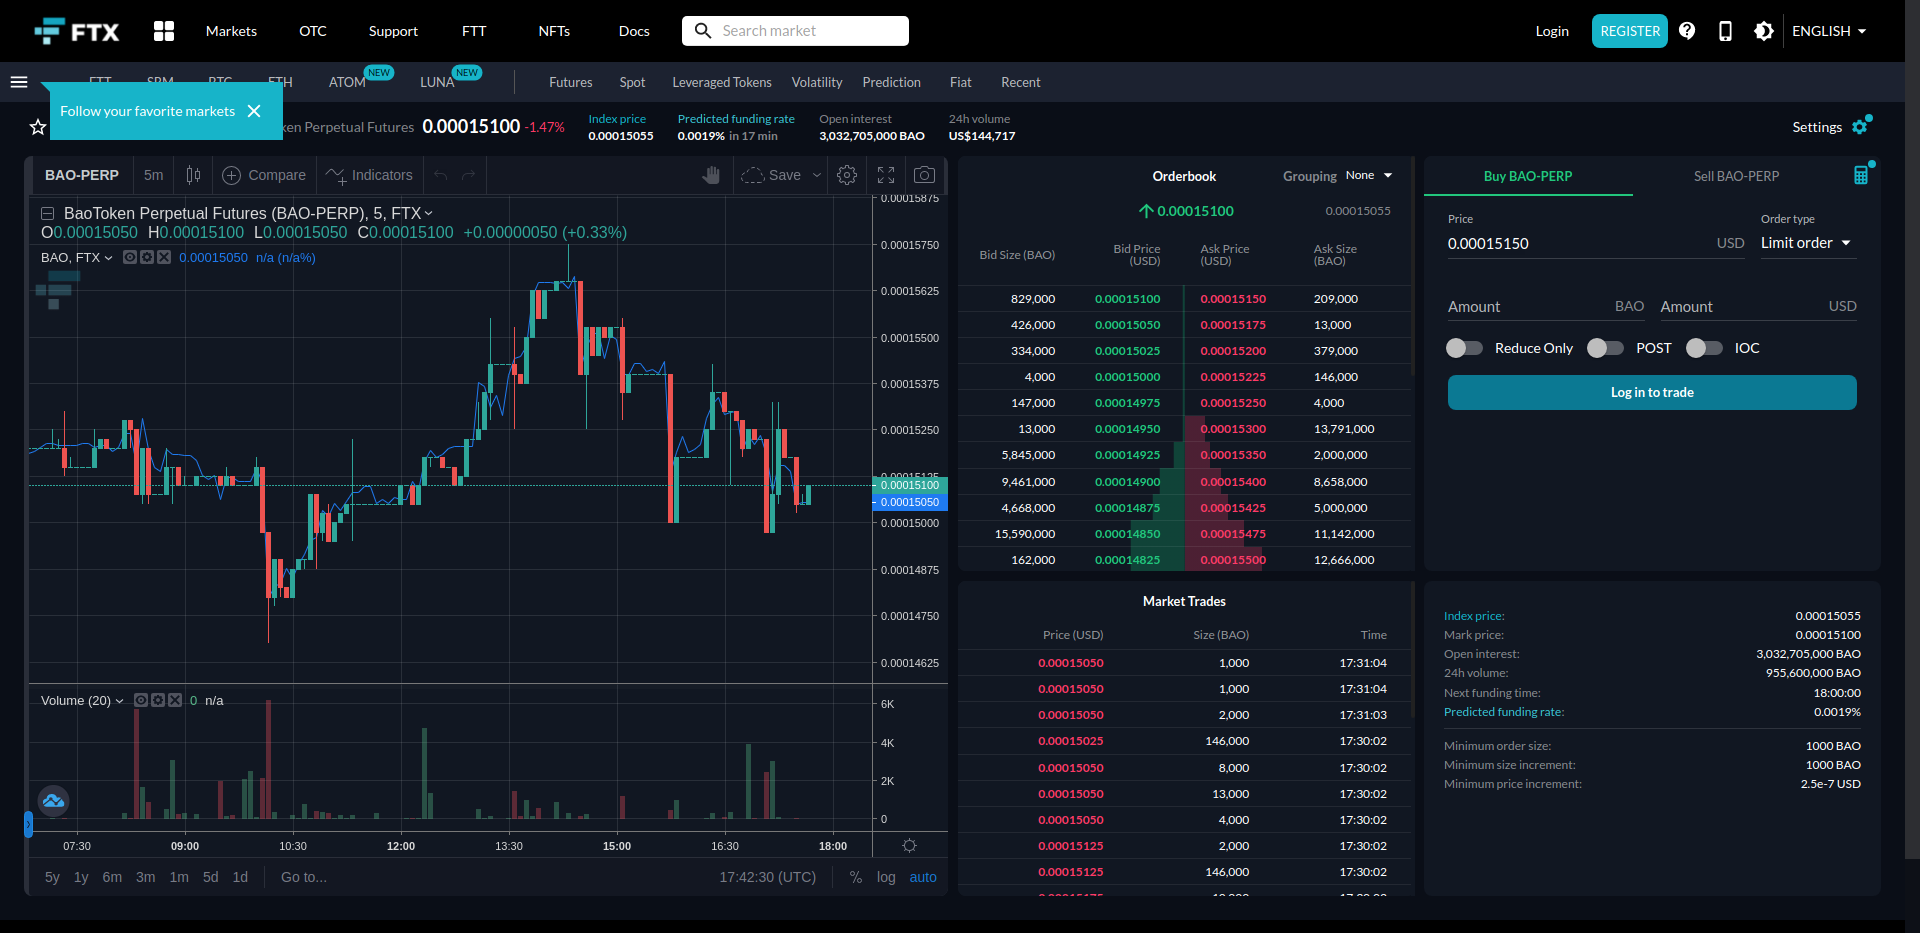 FTX Markets OTC Support FTT NFTs Docs Search market Login REGISTER ENGLISH
ATOM NEW LUNA NEW Futures Spot Leveraged Tokens Volatility Prediction Fiat Recent
Follow your favorite markets
Perpetual Futures 0.00015100 -1.47%
Index price
0.00015055
Predicted funding rate
0.0019% in 17 min
Open interest
3,032,705,000 BAO
24h volume
US$144,717
Settings
BAO-PERP 5m Compare Indicators Save
BaoToken Perpetual Futures (BAO-PERP), 5, FTX
O0.00015050 H0.00015100 L0.00015050 C0.00015100 +0.00000050 (+0.33%)
BAO, FTX 0.00015050 n/a (n/a%)
0.00015875
0.00015750
0.00015625
0.00015500
0.00015375
0.00015250
0.00015125
0.00015100
0.00015050
0.00015000
0.00014875
0.00014750
0.00014625
Volume (20) 0 n/a
6K
4K
2K
0
07:30 09:00 10:30 12:00 13:30 15:00 16:30 18:00
5y 1y 6m 3m 1m 5d 1d Go to... 17:42:30 (UTC) % log auto
Orderbook Grouping None
0.00015100 0.00015055
Bid Size (BAO) Bid Price (USD) Ask Price (USD) Ask Size (BAO)
829,000 0.00015100 0.00015150 209,000
426,000 0.00015050 0.00015175 13,000
334,000 0.00015025 0.00015200 379,000
4,000 0.00015000 0.00015225 146,000
147,000 0.00014975 0.00015250 4,000
13,000 0.00014950 0.00015300 13,791,000
5,845,000 0.00014925 0.00015350 2,000,000
9,461,000 0.00014900 0.00015400 8,658,000
4,668,000 0.00014875 0.00015425 5,000,000
15,590,000 0.00014850 0.00015475 11,142,000
162,000 0.00014825 0.00015500 12,666,000
Market Trades
Price (USD) Size (BAO) Time
0.00015050 1,000 17:31:04
0.00015050 1,000 17:31:04
0.00015050 2,000 17:31:03
0.00015025 146,000 17:30:02
0.00015050 8,000 17:30:02
0.00015050 13,000 17:30:02
0.00015050 4,000 17:30:02
0.00015125 2,000 17:30:02
0.00015125 146,000 17:30:02
Buy BAO-PERP Sell BAO-PERP
Price Order type
0.00015150 USD Limit order
Amount BAO Amount USD
Reduce Only POST IOC
Log in to trade
Index price: 0.00015055
Mark price: 0.00015100
Open interest: 3,032,705,000 BAO
24h volume: 955,600,000 BAO
Next funding time: 18:00:00
Predicted funding rate: 0.0019%
Minimum order size: 1000 BAO
Minimum size increment: 1000 BAO
Minimum price increment: 2.5e-7 USD